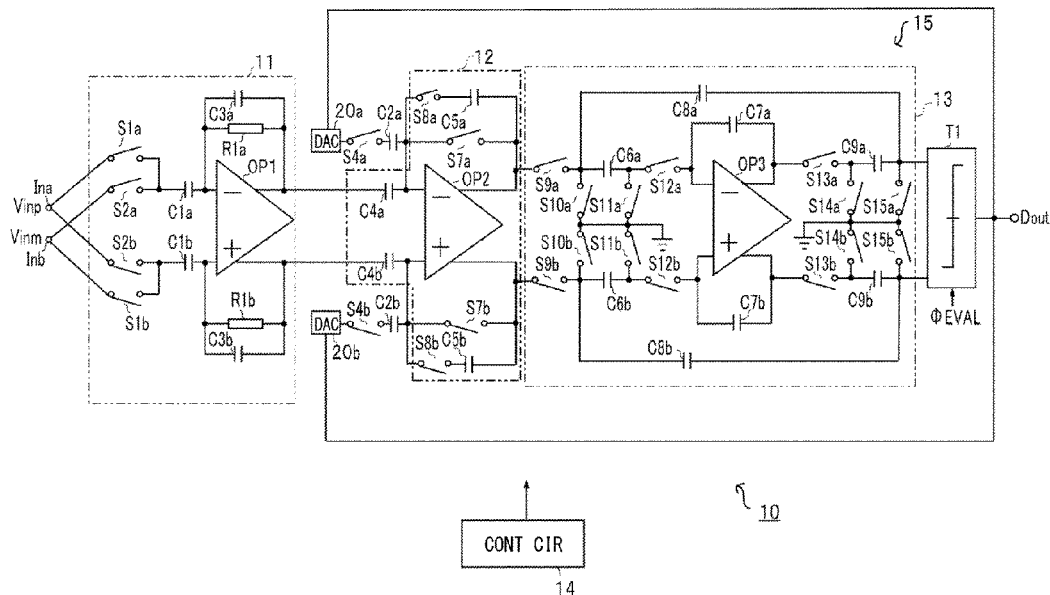 15
11
12
13
C3a
R1a
OP1
S1a
S2a
C1a
Ina
Vinp
Vinm
Inb
S2b
C1b
S1b
R1b
C3b
20a
DAC
S4a
C2a
S8a
C5a
S7a
OP2
C4a
C4b
DAC
20b
S4b
C2b
S7b
S8b
C5b
C8a
C7a
C6a
OP3
S9a
S12a
S10a
S11a
S10b
S11b
S9b
S12b
C6b
C7b
C8b
S13a
C9a
S14a
S15a
S14b
S15b
S13b
C9b
T1
Dout
ΦEVAL
10
CONT CIR
14